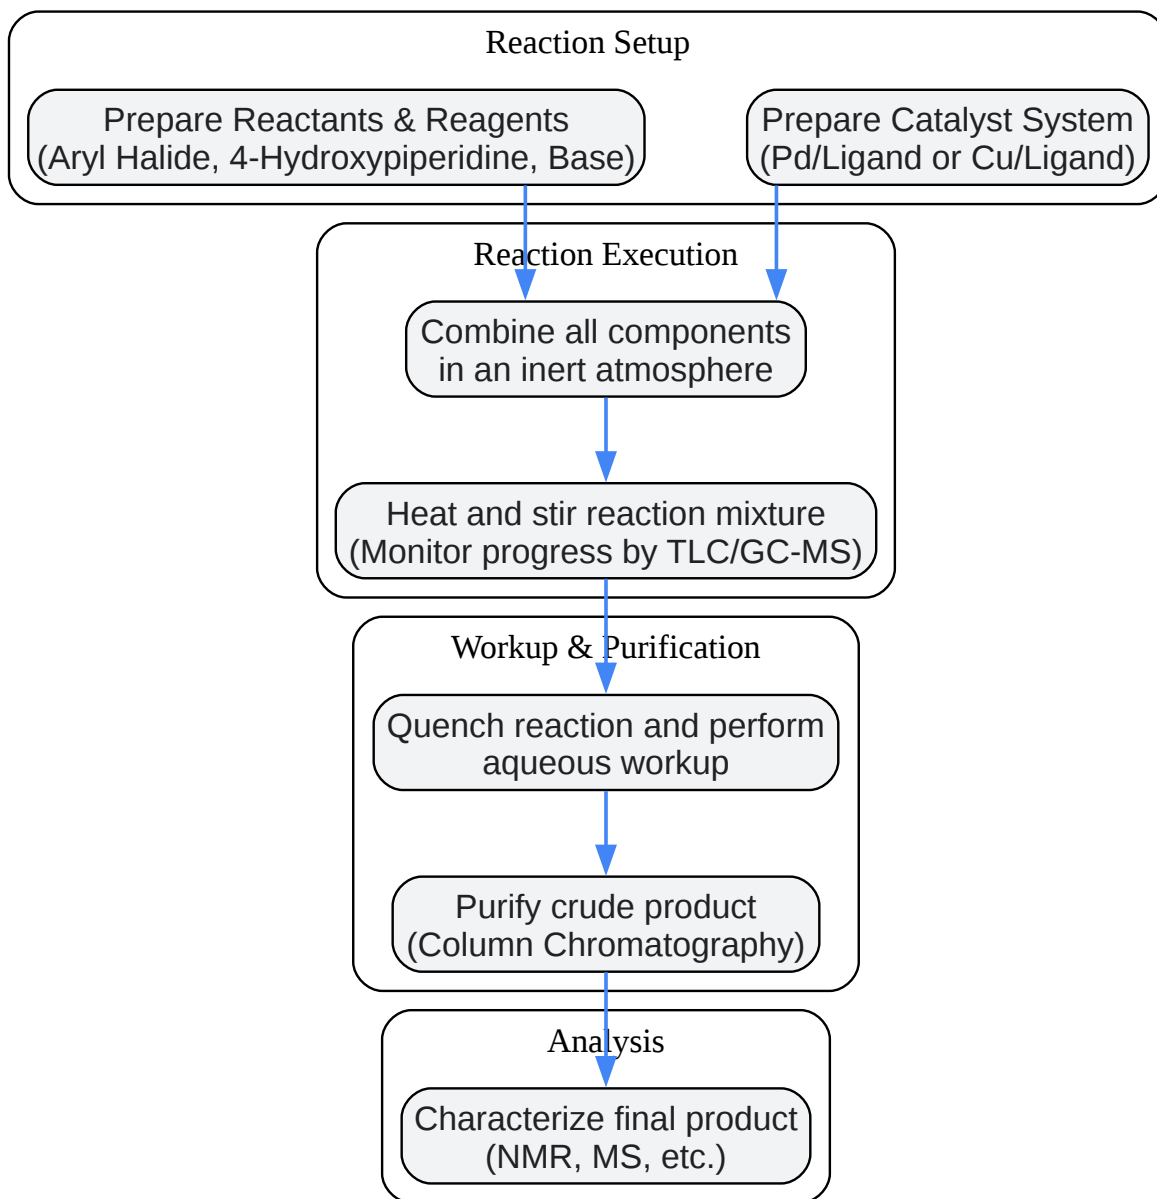 Reaction Setup
Prepare Reactants & Reagents
(Aryl Halide, 4-Hydroxypiperidine, Base)
Prepare Catalyst System
(Pd/Ligand or Cu/Ligand)
Reaction Execution
Combine all components
in an inert atmosphere
Heat and stir reaction mixture
(Monitor progress by TLC/GC-MS)
Workup & Purification
Quench reaction and perform
aqueous workup
Purify crude product
(Column Chromatography)
Analysis
Characterize final product
(NMR, MS, etc.)